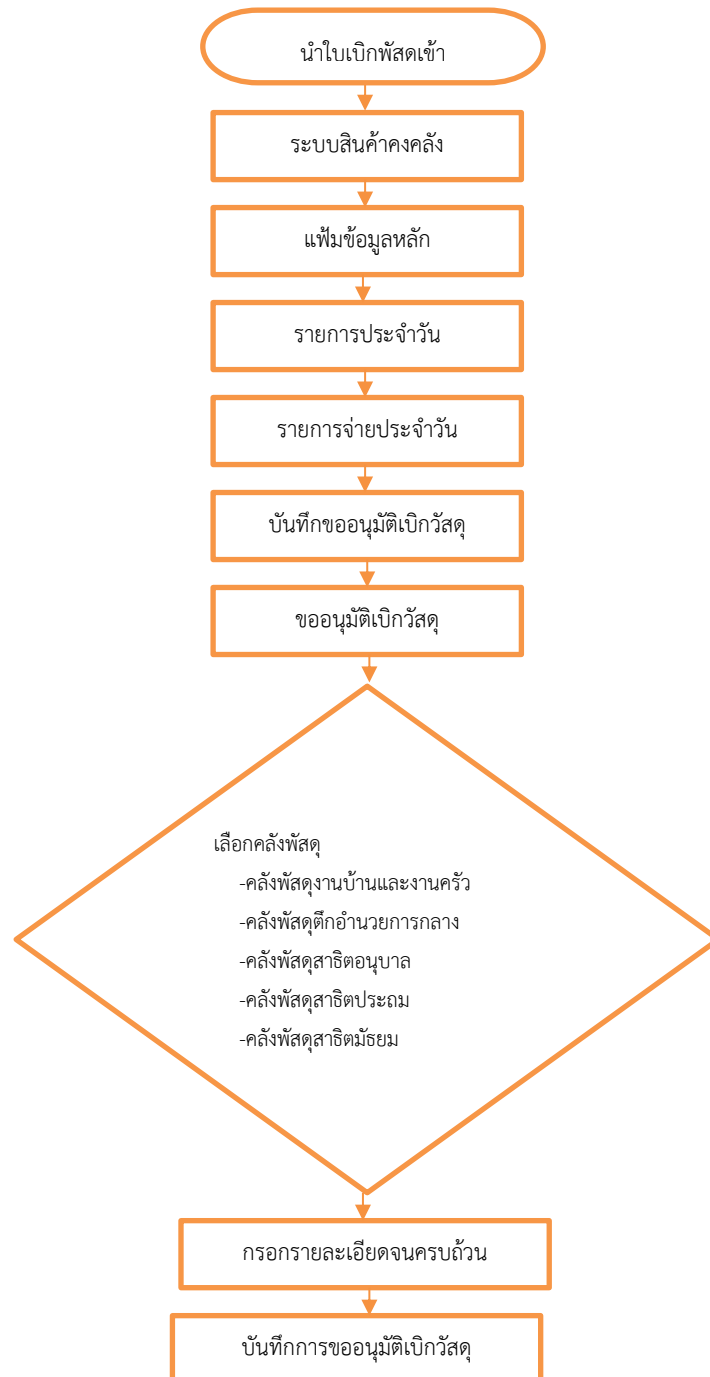 นำใบเบิกพัสดเข้า
ระบบสินค้าคงคลัง
แฟ้มข้อมูลหลัก
รายการประจำวัน
รายการจ่ายประจำวัน
บันทึกขออนุมัติเบิกวัสดุ
ขออนุมัติเบิกวัสดุ
เลือกคลังพัสดุ
-คลังพัสดุงานบ้านและงานครัว
-คลังพัสดุตึกอำนวยการกลาง
-คลังพัสดุสาธิตอนุบาล
-คลังพัสดุสาธิตประถม
-คลังพัสดุสาธิตมัธยม
กรอกรายละเอียดจนครบถ้วน
บันทึกการขออนุมัติเบิกวัสดุ